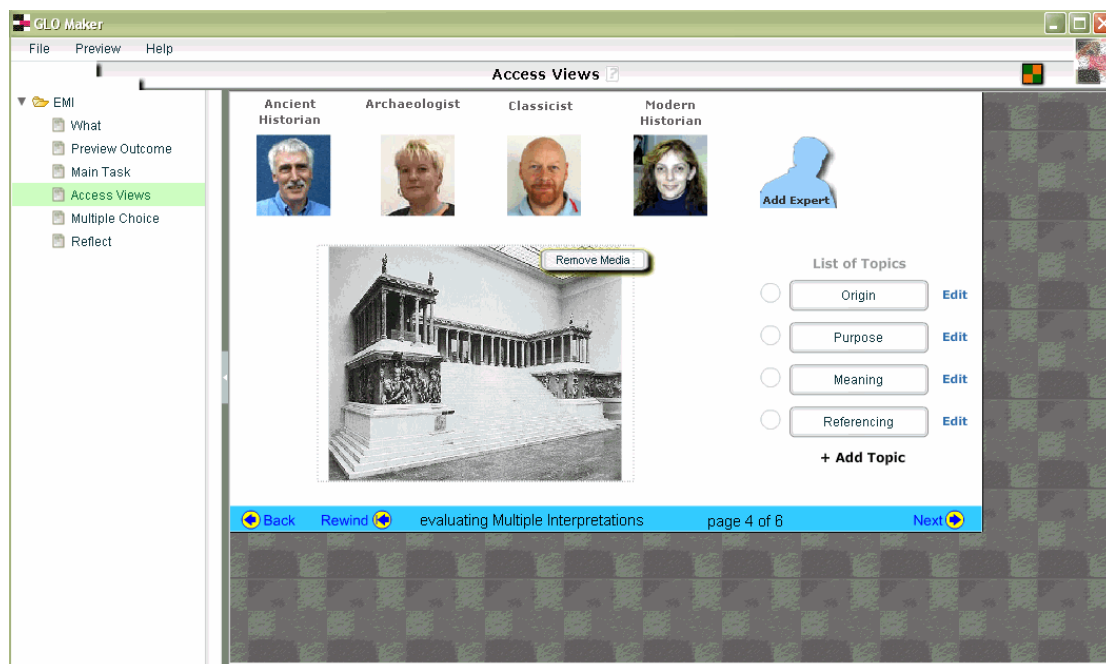 GLO Maker
File Preview Help
Access Views ?
EMI
What
Preview Outcome
Main Task
Access Views
Multiple Choice
Reflect
Ancient
Historian
Archaeologist
Classicist
Modern
Historian
Add Expert
Remove Media
List of Topics
Origin Edit
Purpose Edit
Meaning Edit
Referencing Edit
+ Add Topic
Back Rewind evaluating Multiple Interpretations page 4 of 6 Next